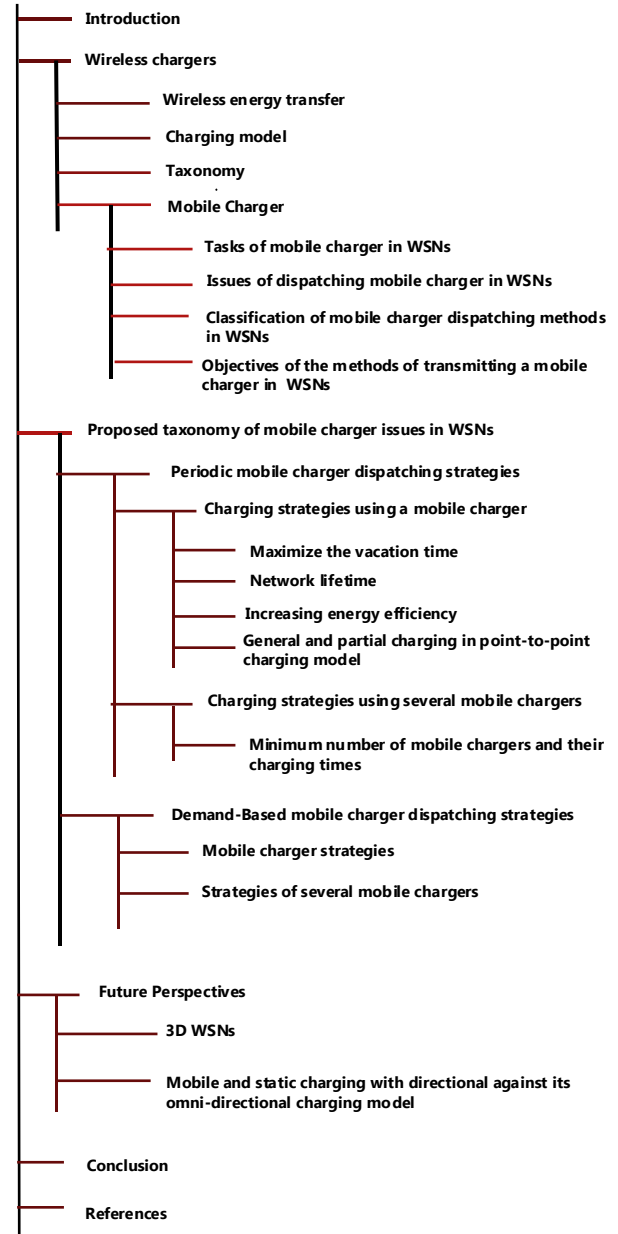 Introduction
Wireless chargers
Wireless energy transfer
Charging model
Taxonomy
Mobile Charger
Tasks of mobile charger in WSNs
Issues of dispatching mobile charger in WSNs
Classification of mobile charger dispatching methods
in WSNs
Objectives of the methods of transmitting a mobile
charger in WSNs
Proposed taxonomy of mobile charger issues in WSNs
Periodic mobile charger dispatching strategies
Charging strategies using a mobile charger
Maximize the vacation time
Network lifetime
Increasing energy efficiency
General and partial charging in point-to-point
charging model
Charging strategies using several mobile chargers
Minimum number of mobile chargers and their
charging times
Demand-Based mobile charger dispatching strategies
Mobile charger strategies
Strategies of several mobile chargers
Future Perspectives
3D WSNs
Mobile and static charging with directional against its
omni-directional charging model
Conclusion
References